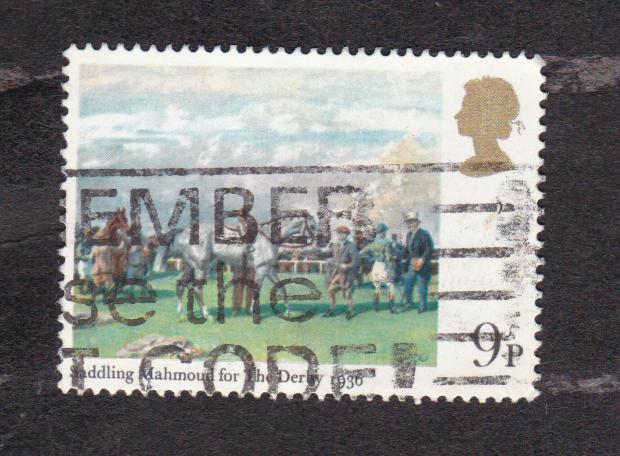 EMBER
se the
T CODE!
9P
Saddling Mahmoud for The Derby 1936